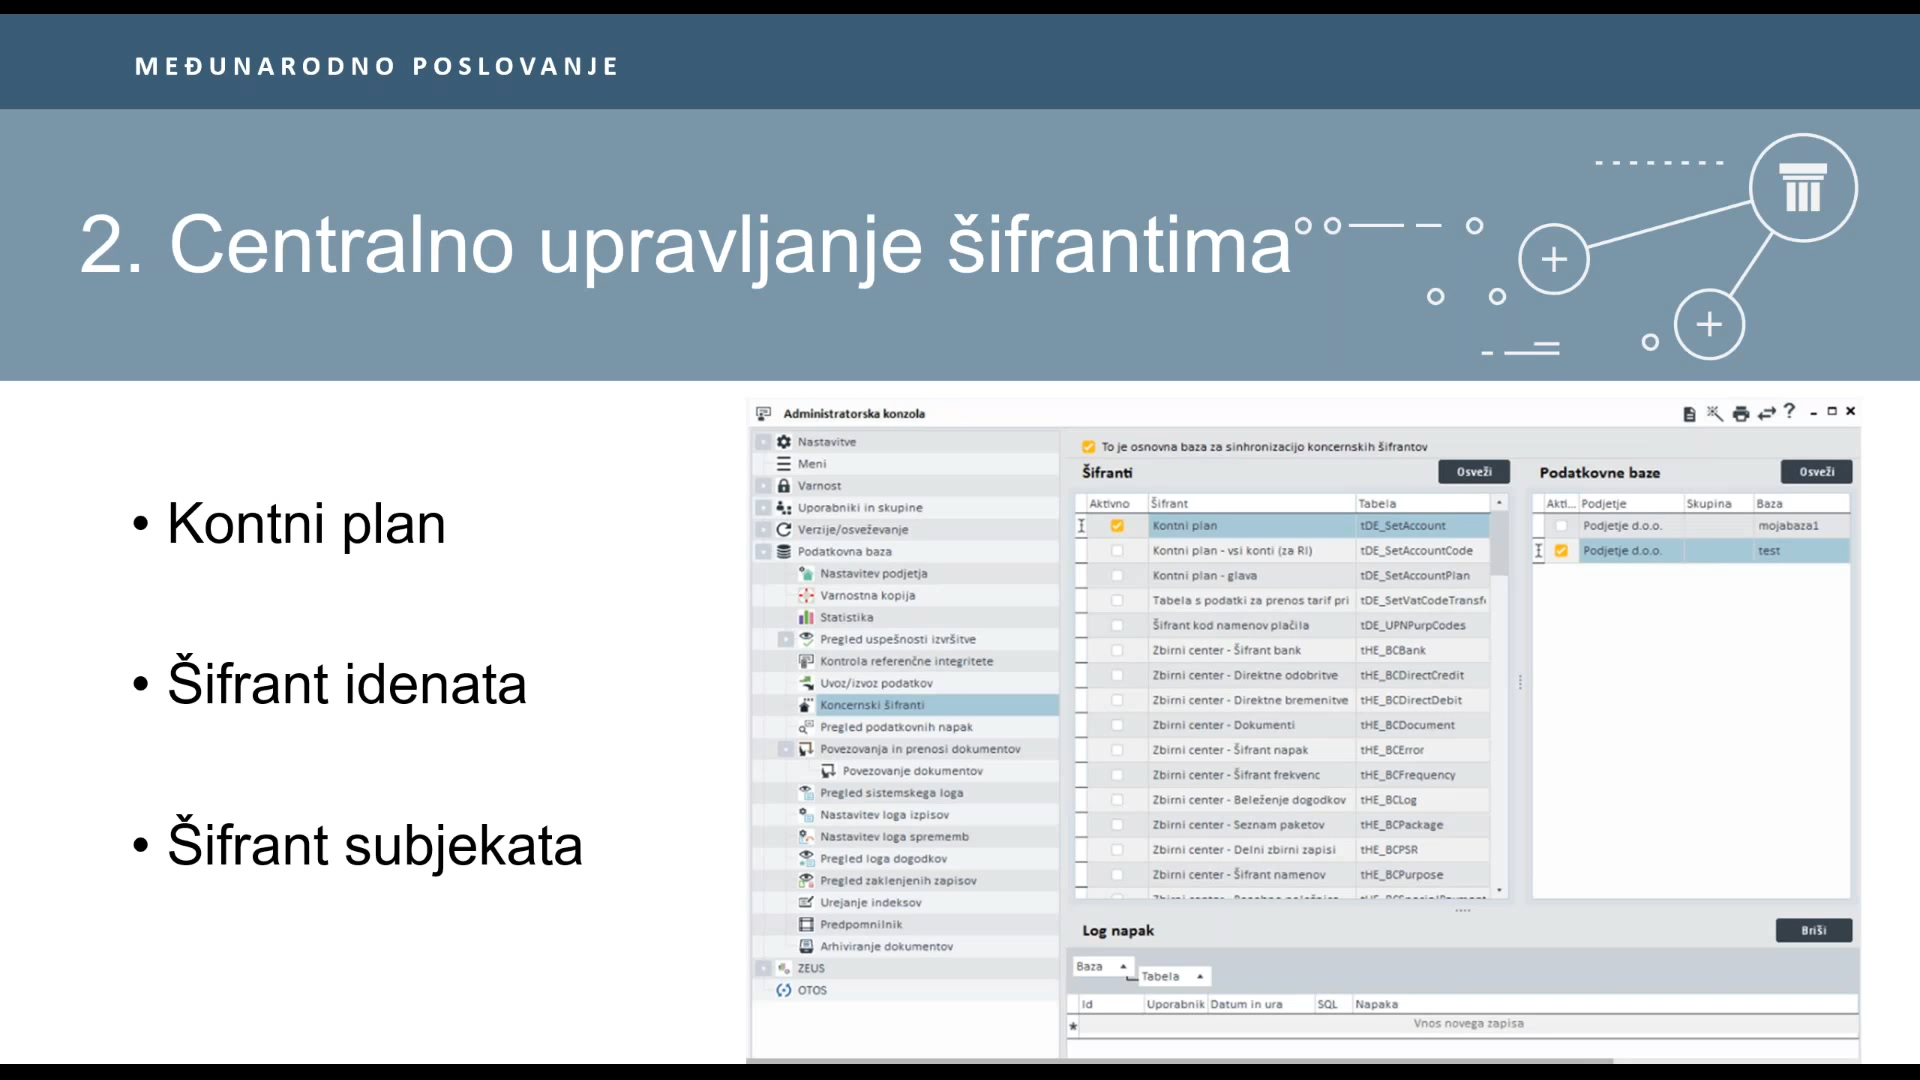 MEĐUNARODNO POSLOVANJE
2. Centralno upravljanje šifrantima
• Kontni plan
• Šifrant idenata
• Šifrant subjekata
Administratorska konzola
Nastavitve
Meni
Varnost
Uporabniki in skupine
Verzije/osveževanje
Podatkovna baza
Nastavitev podjetja
Varnostna kopija
Statistika
Pregled uspešnosti izvršitve
Kontrola referenčne integritete
Uvoz/izvoz podatkov
Koncernski šifranti
Pregled podatkovnih napak
Povezovanja in prenosi dokumentov
Povezovanje dokumentov
Pregled sistemskega loga
Nastavitev loga izpisov
Nastavitev loga sprememb
Pregled loga dogodkov
Pregled zaklenjenih zapisov
Urejanje indeksov
Predpomnilnik
Arhiviranje dokumentov
ZEUS
OTOS
To je osnovna baza za sinhronizacijo koncernskih šifrantov
Šifranti Osveži
Aktivno Šifrant Tabela
Kontni plan tDE_SetAccount
Kontni plan - vsi konti (za RI) tDE_SetAccountCode
Kontni plan - glava tDE_SetAccountPlan
Tabela s podatki za prenos tarif pri tDE_SetVatCodeTransf
Šifrant kod namenov plačila tDE_UPNPurpCodes
Zbirni center - Šifrant bank tHE_BCBank
Zbirni center - Direktne odobritve tHE_BCDirectCredit
Zbirni center - Direktne bremenitve tHE_BCDirectDebit
Zbirni center - Dokumenti tHE_BCDocument
Zbirni center - Šifrant napak tHE_BCError
Zbirni center - Šifrant frekvenc tHE_BCFrequency
Zbirni center - Beleženje dogodkov tHE_BCLog
Zbirni center - Seznam paketov tHE_BCPackage
Zbirni center - Delni zbirni zapisi tHE_BCPSR
Zbirni center - Šifrant namenov tHE_BCPurpose
Podatkovne baze Osveži
Akti... Podjetje Skupina Baza
Podjetje d.o.o. mojabaza1
Podjetje d.o.o. test
Log napak Briši
Baza
Tabela
Id Uporabnik Datum in ura SQL Napaka
Vnos novega zapisa